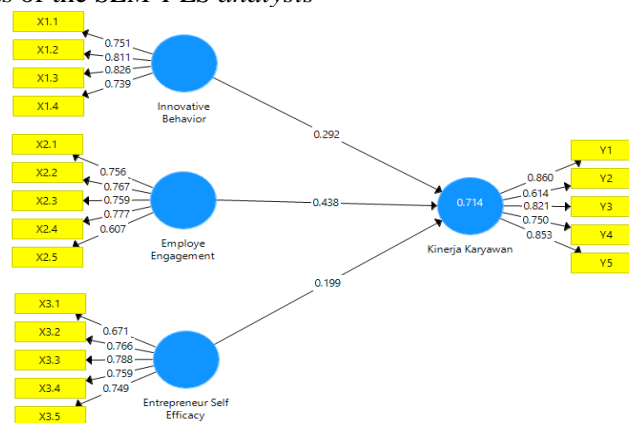 s of the SEM-PLS analysis
X1.1
X1.2
X1.3
X1.4
0.751
0.811
0.826
0.739
Innovative
Behavior
0.292
X2.1
X2.2
X2.3
X2.4
X2.5
0.756
0.767
0.759
0.777
0.607
Employe
Engagement
0.438
X3.1
X3.2
X3.3
X3.4
X3.5
0.671
0.766
0.788
0.759
0.749
Entrepreneur Self
Efficacy
0.199
0.714
Kinerja Karyawan
0.860
0.614
0.821
0.750
0.853
Y1
Y2
Y3
Y4
Y5